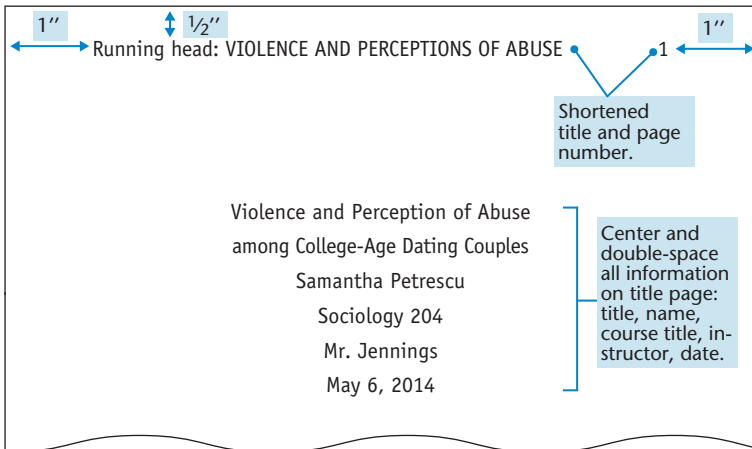 1″ ½″ 1″
Running head: VIOLENCE AND PERCEPTIONS OF ABUSE 1
Shortened
title and page
number.
Violence and Perception of Abuse
among College-Age Dating Couples
Samantha Petrescu
Sociology 204
Mr. Jennings
May 6, 2014
Center and
double-space
all information
on title page:
title, name,
course title, in-
structor, date.